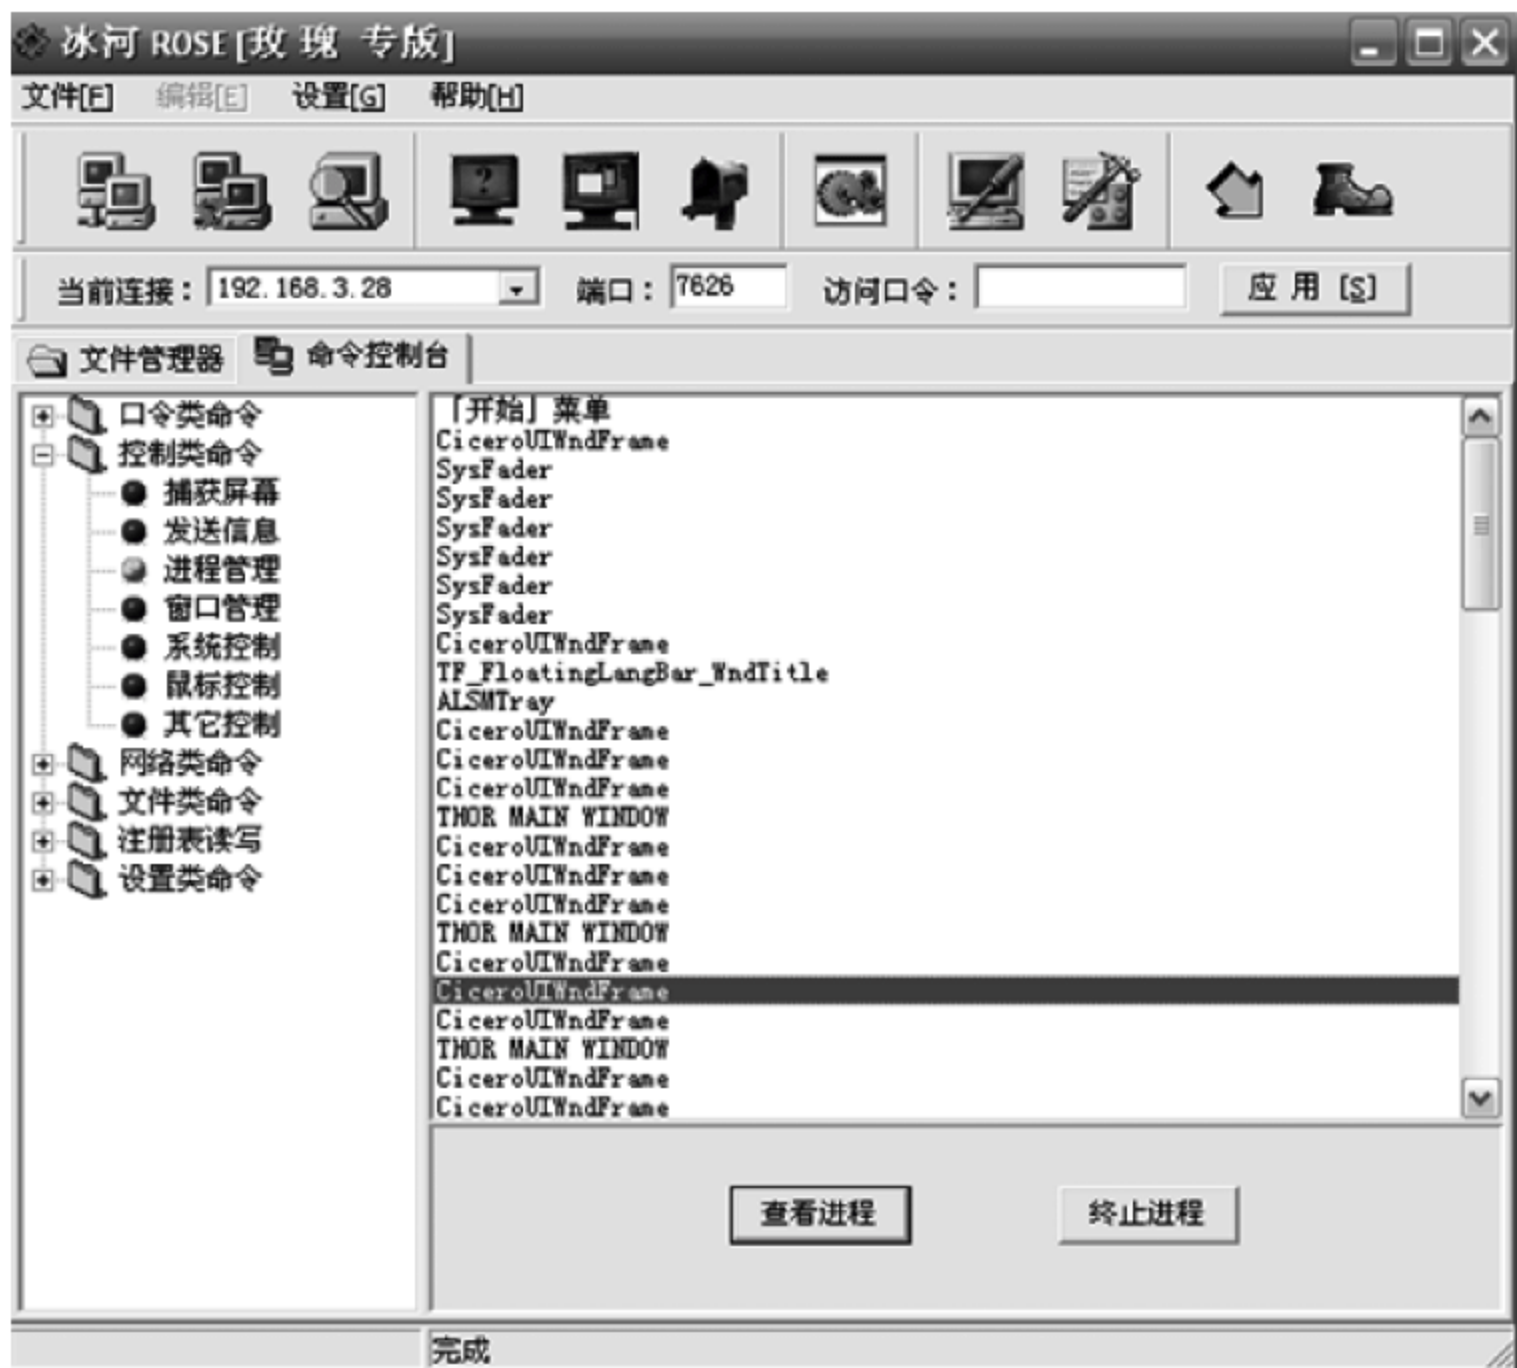 冰河 ROSE [玫 瑰 专版]
文件[F] 编辑[E] 设置[G] 帮助[H]
当前连接： 192.168.3.28 端口： 7626 访问口令： 应 用 [S]
文件管理器 命令控制台
口令类命令
控制类命令
捕获屏幕
发送信息
进程管理
窗口管理
系统控制
鼠标控制
其它控制
网络类命令
文件类命令
注册表读写
设置类命令
「开始」菜单
CiceroUIWndFrame
SysFader
SysFader
SysFader
SysFader
SysFader
SysFader
CiceroUIWndFrame
TF_FloatingLangBar_WndTitle
ALSMTray
CiceroUIWndFrame
CiceroUIWndFrame
CiceroUIWndFrame
THOR MAIN WINDOW
CiceroUIWndFrame
CiceroUIWndFrame
CiceroUIWndFrame
THOR MAIN WINDOW
CiceroUIWndFrame
CiceroUIWndFrame
CiceroUIWndFrame
THOR MAIN WINDOW
CiceroUIWndFrame
CiceroUIWndFrame
查看进程 终止进程
完成